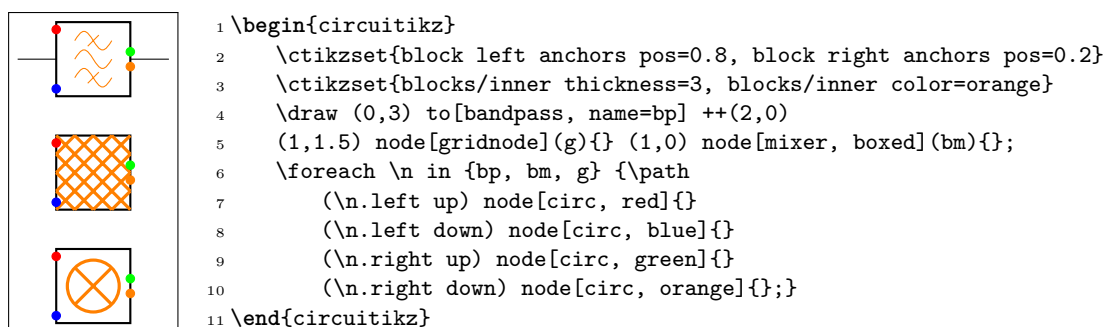 1 \begin{circuitikz}
2     \ctikzset{block left anchors pos=0.8, block right anchors pos=0.2}
3     \ctikzset{blocks/inner thickness=3, blocks/inner color=orange}
4     \draw (0,3) to[bandpass, name=bp] ++(2,0)
5     (1,1.5) node[gridnode](g){} (1,0) node[mixer, boxed](bm){};
6     \foreach \n in {bp, bm, g} {\path
7         (\n.left up) node[circ, red]{}
8         (\n.left down) node[circ, blue]{}
9         (\n.right up) node[circ, green]{}
10         (\n.right down) node[circ, orange]{};}
11 \end{circuitikz}